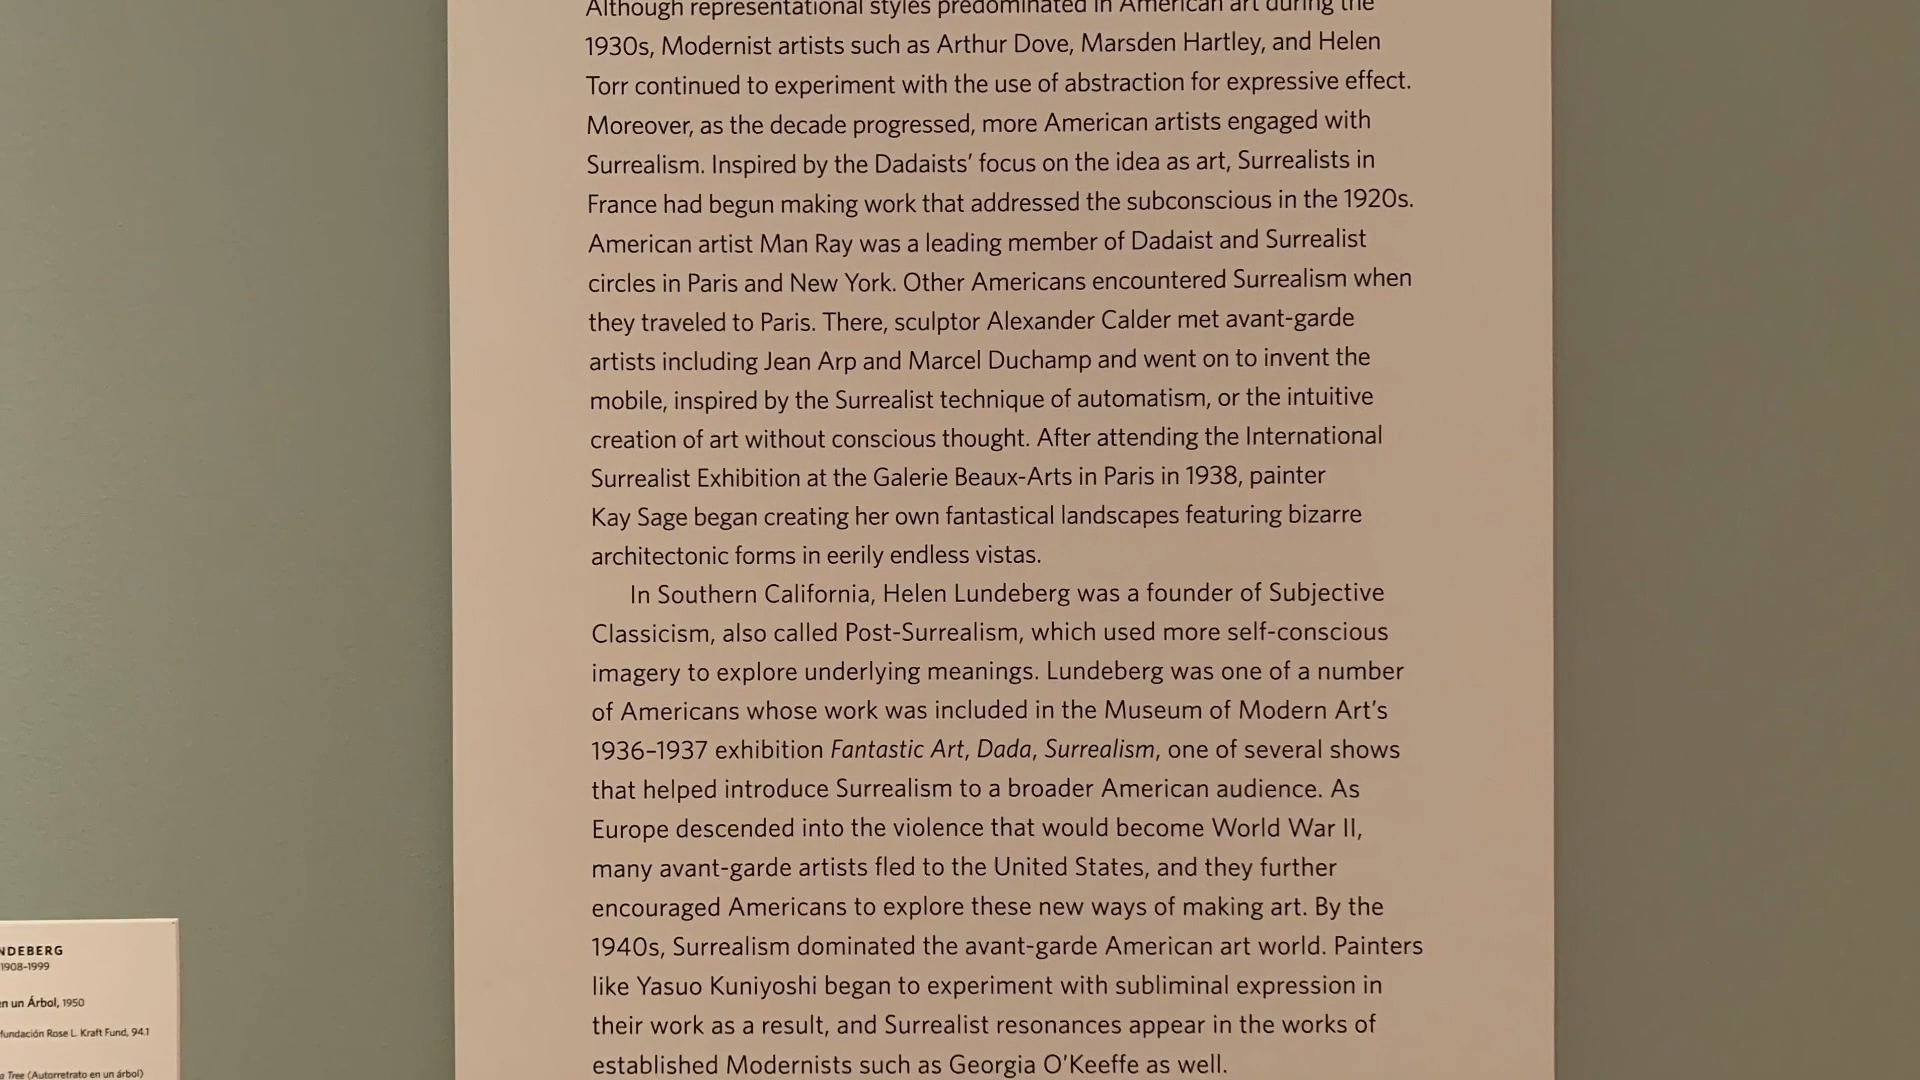 Although representational styles predominated in American art during the
1930s, Modernist artists such as Arthur Dove, Marsden Hartley, and Helen
Torr continued to experiment with the use of abstraction for expressive effect.
Moreover, as the decade progressed, more American artists engaged with
Surrealism. Inspired by the Dadaists’ focus on the idea as art, Surrealists in
France had begun making work that addressed the subconscious in the 1920s.
American artist Man Ray was a leading member of Dadaist and Surrealist
circles in Paris and New York. Other Americans encountered Surrealism when
they traveled to Paris. There, sculptor Alexander Calder met avant-garde
artists including Jean Arp and Marcel Duchamp and went on to invent the
mobile, inspired by the Surrealist technique of automatism, or the intuitive
creation of art without conscious thought. After attending the International
Surrealist Exhibition at the Galerie Beaux-Arts in Paris in 1938, painter
Kay Sage began creating her own fantastical landscapes featuring bizarre
architectonic forms in eerily endless vistas.
In Southern California, Helen Lundeberg was a founder of Subjective
Classicism, also called Post-Surrealism, which used more self-conscious
imagery to explore underlying meanings. Lundeberg was one of a number
of Americans whose work was included in the Museum of Modern Art’s
1936–1937 exhibition Fantastic Art, Dada, Surrealism, one of several shows
that helped introduce Surrealism to a broader American audience. As
Europe descended into the violence that would become World War II,
many avant-garde artists fled to the United States, and they further
encouraged Americans to explore these new ways of making art. By the
1940s, Surrealism dominated the avant-garde American art world. Painters
like Yasuo Kuniyoshi began to experiment with subliminal expression in
their work as a result, and Surrealist resonances appear in the works of
established Modernists such as Georgia O’Keeffe as well.
NDEBERG
1908–1999
en un Árbol, 1950
fundación Rose L. Kraft Fund, 94.1
Tree (Autorretrato en un árbol)